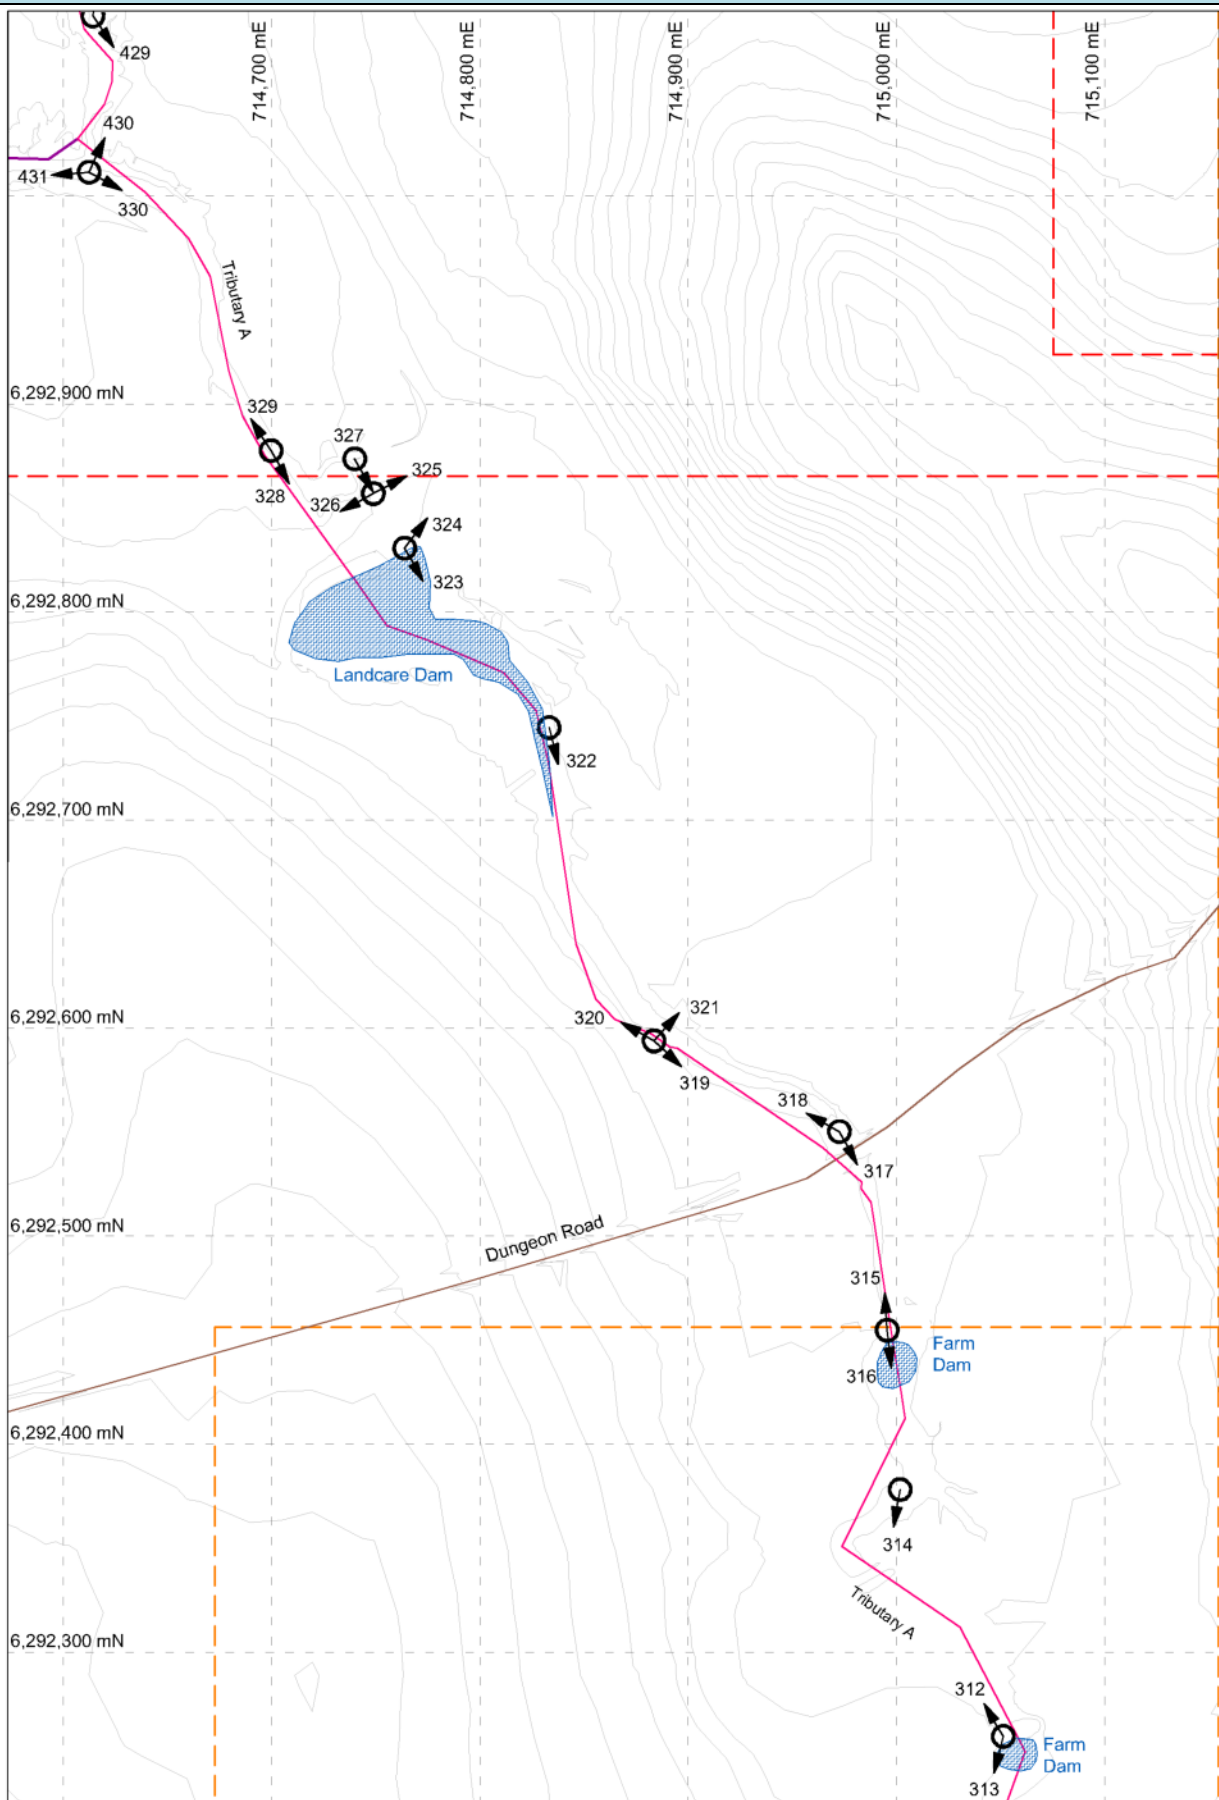 714,700 mE
714,800 mE
714,900 mE
715,000 mE
715,100 mE
429
430
431
330
Tributary A
6,292,900 mN
329
327
325
328
326
324
323
6,292,800 mN
Landcare Dam
322
6,292,700 mN
321
320
6,292,600 mN
319
318
317
6,292,500 mN
Dungeon Road
315
Farm
Dam
316
6,292,400 mN
314
Tributary A
6,292,300 mN
312
Farm
Dam
313